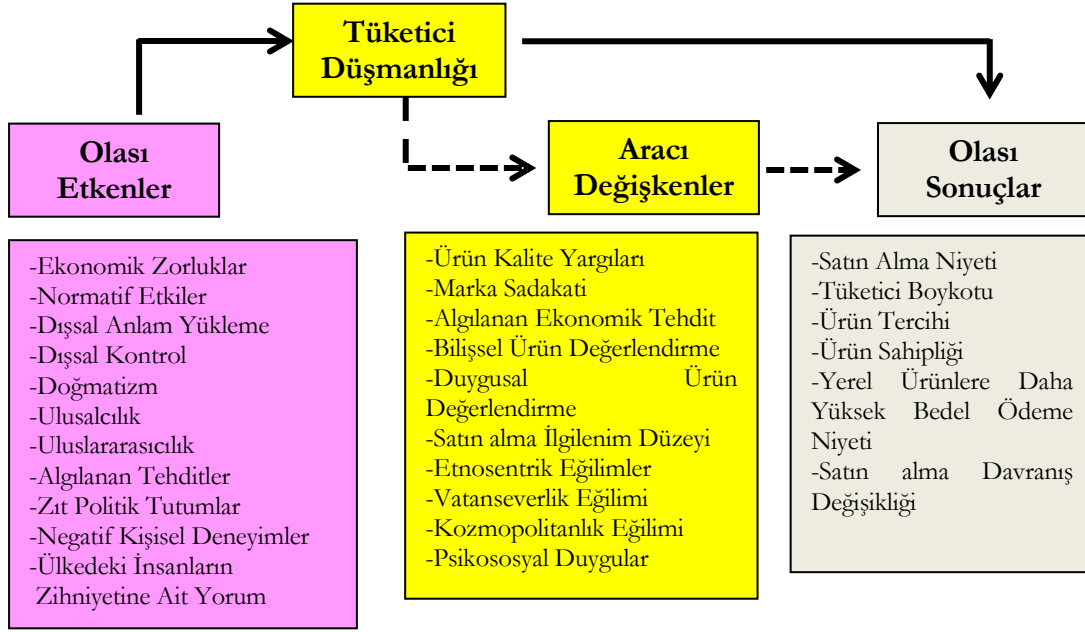 Tüketici
Düşmanlığı
Olası
Etkenler
Aracı
Değişkenler
Olası
Sonuçlar
-Ekonomik Zorluklar
-Normatif Etkiler
-Dışsal Anlam Yükleme
-Dışsal Kontrol
-Doğmatizm
-Ulusalcılık
-Uluslararasıcılık
-Algılanan Tehditler
-Zıt Politik Tutumlar
-Negatif Kişisel Deneyimler
-Ülkedeki İnsanların
Zihniyetine Ait Yorum
-Ürün Kalite Yargıları
-Marka Sadakati
-Algılanan Ekonomik Tehdit
-Bilişsel Ürün Değerlendirme
-Duygusal Ürün
Değerlendirme
-Satın alma İlgilenim Düzeyi
-Etnosentrik Eğilimler
-Vatanseverlik Eğilimi
-Kozmopolitanlık Eğilimi
-Psikososyal Duygular
-Satın Alma Niyeti
-Tüketici Boykotu
-Ürün Tercihi
-Ürün Sahipliği
-Yerel Ürünlere Daha
Yüksek Bedel Ödeme
Niyeti
-Satın alma Davranış
Değişikliği